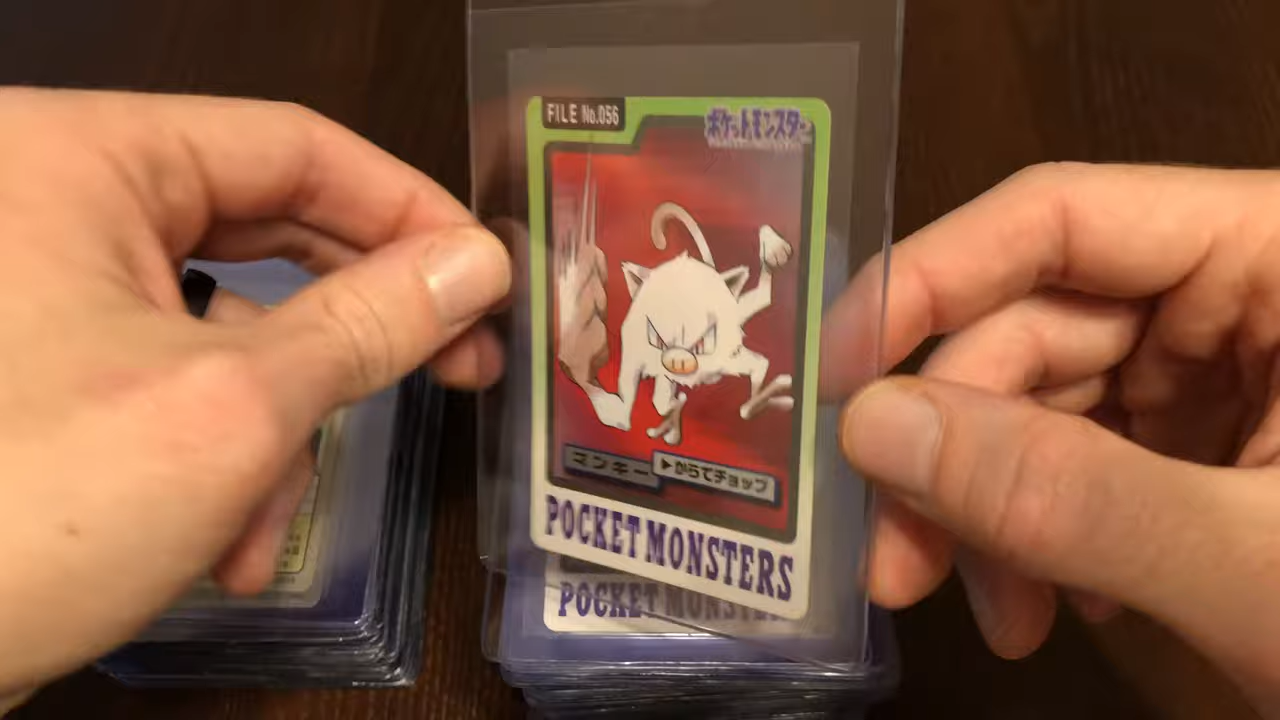 FILE No.056
ポケットモンスター
マンキー
▶からてチョップ
POCKET MONSTERS
POCKET MONSTE